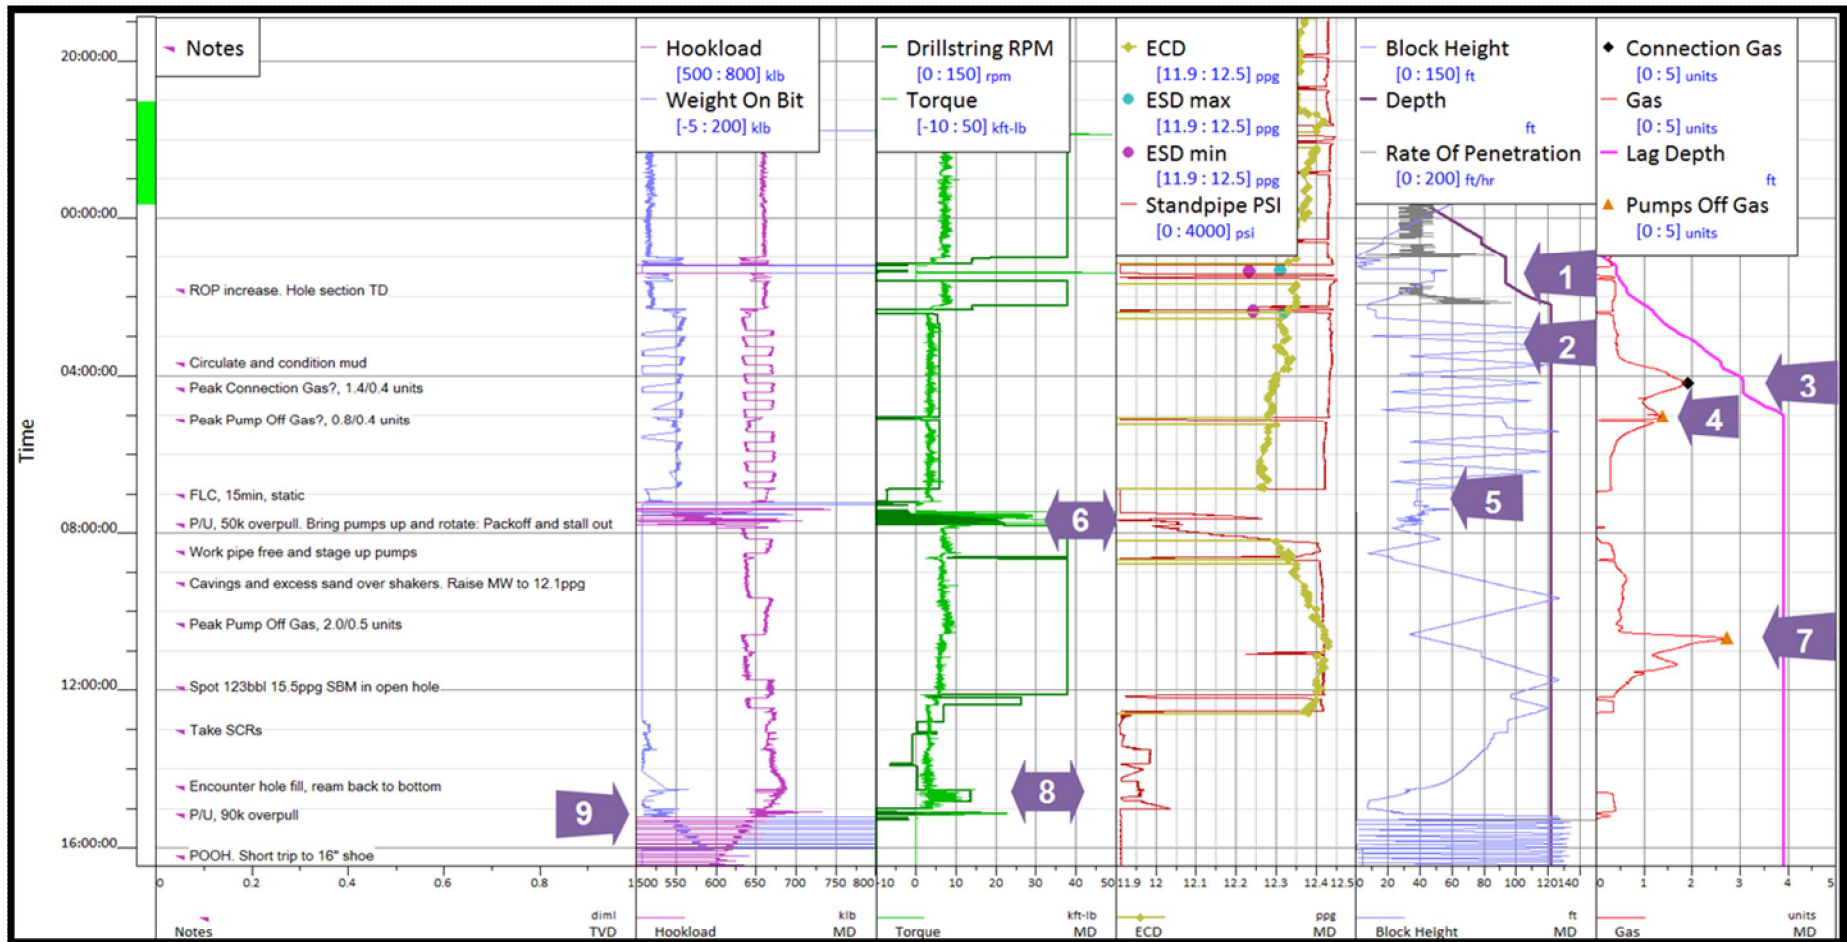 Notes
Hookload
[500 : 800] klb
Weight On Bit
[-5 : 200] klb
Drillstring RPM
[0 : 150] rpm
Torque
[-10 : 50] kft-lb
ECD
[11.9 : 12.5] ppg
ESD max
[11.9 : 12.5] ppg
ESD min
[11.9 : 12.5] ppg
Standpipe PSI
[0 : 4000] psi
Block Height
[0 : 150] ft
Depth
ft
Rate Of Penetration
[0 : 200] ft/hr
Connection Gas
[0 : 5] units
Gas
[0 : 5] units
Lag Depth
ft
Pumps Off Gas
[0 : 5] units
Time
20:00:00
00:00:00
04:00:00
08:00:00
12:00:00
16:00:00
ROP increase. Hole section TD
Circulate and condition mud
Peak Connection Gas?, 1.4/0.4 units
Peak Pump Off Gas?, 0.8/0.4 units
FLC, 15min, static
P/U, 50k overpull. Bring pumps up and rotate: Packoff and stall out
Work pipe free and stage up pumps
Cavings and excess sand over shakers. Raise MW to 12.1ppg
Peak Pump Off Gas, 2.0/0.5 units
Spot 123bbl 15.5ppg SBM in open hole
Take SCRs
Encounter hole fill, ream back to bottom
P/U, 90k overpull
POOH. Short trip to 16" shoe
1
2
3
4
5
6
7
8
9
0 0.2 0.4 0.6 0.8 1
500 550 600 650 700 750 800
-10 0 10 20 30 40 50
11.9 12 12.1 12.2 12.3 12.4 12.5
0 20 40 60 80 100 120 140
0 1 2 3 4 5
diml klb kft-lb ppg ft units
Notes TVD Hookload MD Torque MD ECD MD Block Height MD Gas MD